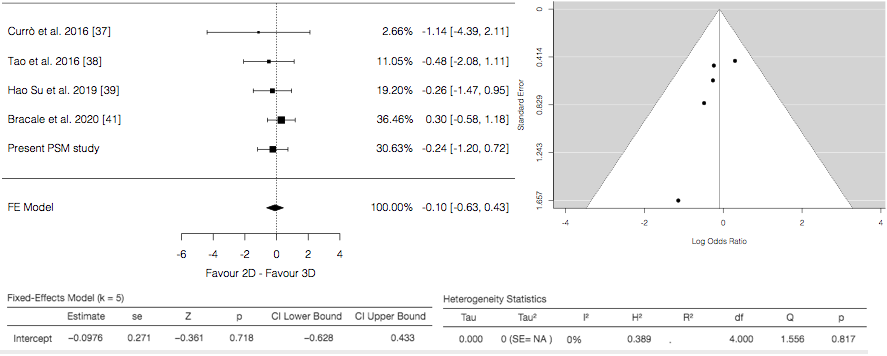 Currò et al. 2016 [37] 2.66% -1.14 [-4.39, 2.11]
Tao et al. 2016 [38] 11.05% -0.48 [-2.08, 1.11]
Hao Su et al. 2019 [39] 19.20% -0.26 [-1.47, 0.95]
Bracale et al. 2020 [41] 36.46% 0.30 [-0.58, 1.18]
Present PSM study 30.63% -0.24 [-1.20, 0.72]
FE Model 100.00% -0.10 [-0.63, 0.43]
-6 -4 -2 0 2 4
Favour 2D - Favour 3D
Standard Error
0
0.414
0.829
1.243
1.657
-4 -2 0 2 4
Log Odds Ratio
Fixed-Effects Model (k = 5)
Estimate se Z p CI Lower Bound CI Upper Bound
Intercept −0.0976 0.271 −0.361 0.718 −0.628 0.433
Heterogeneity Statistics
Tau Tau² I² H² R² df Q p
0.000 0 (SE= NA ) 0% 0.389 . 4.000 1.556 0.817